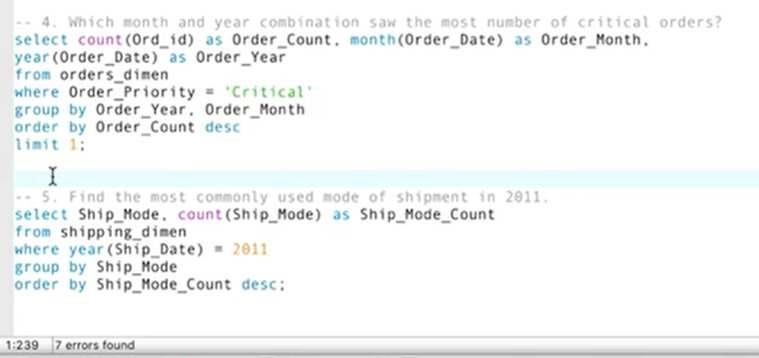 -- 4. Which month and year combination saw the most number of critical orders?
select count(Ord_id) as Order_Count, month(Order_Date) as Order_Month,
year(Order_Date) as Order_Year
from orders_dimen
where Order_Priority = 'Critical'
group by Order_Year, Order_Month
order by Order_Count desc
limit 1;
-- 5. Find the most commonly used mode of shipment in 2011.
select Ship_Mode, count(Ship_Mode) as Ship_Mode_Count
from shipping_dimen
where year(Ship_Date) = 2011
group by Ship_Mode
order by Ship_Mode_Count desc;
1:239 7 errors found